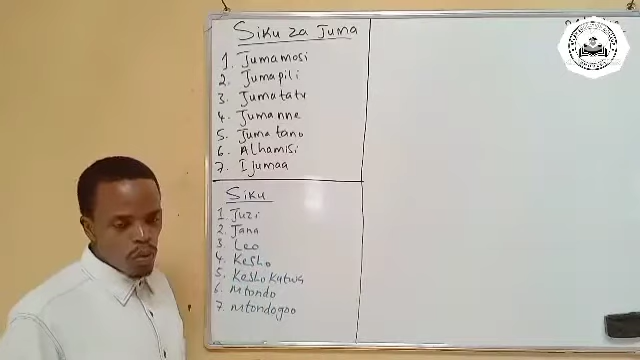 Siku za Juma
1. Jumamosi
2. Jumapili
3. Jumatatu
4. Jumanne
5. Jumatano
6. Alhamisi
7. Ijumaa
Siku
1. Juzi
2. Jana
3. Leo
4. Kesho
5. Kesho Kutwa
6. Mtondo
7. Mtondogoo